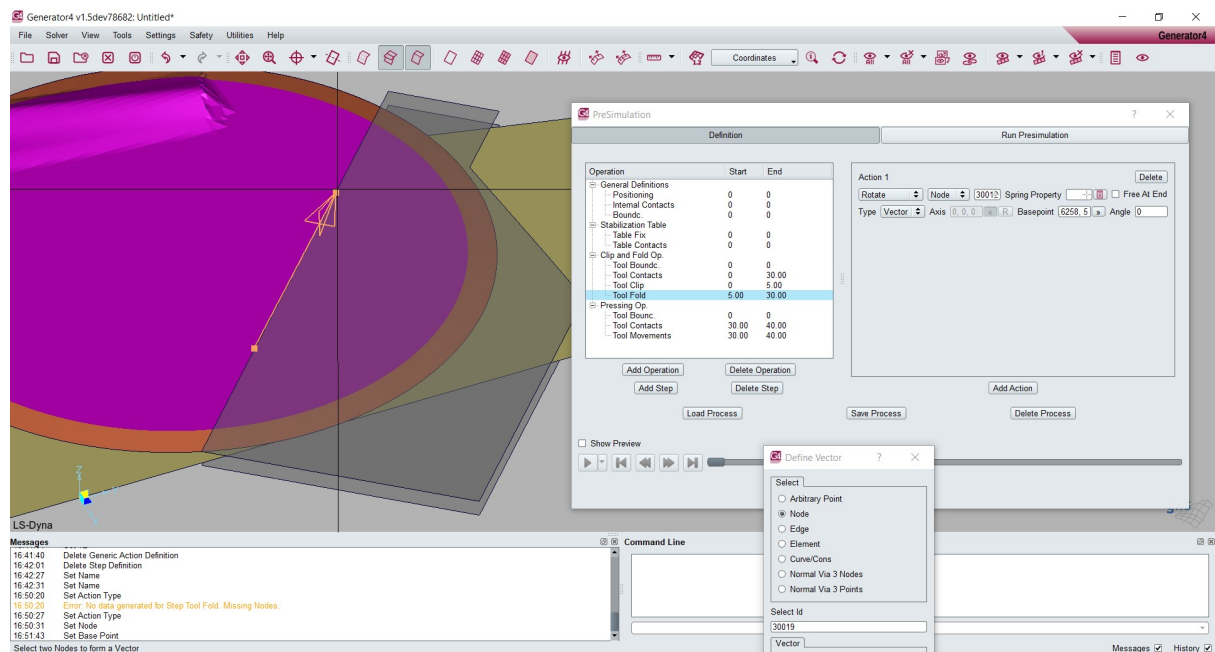 Generator4 v1.5dev78682: Untitled*
File Solver View Tools Settings Safety Utilities Help
Generator4
Coordinates
PreSimulation
Definition Run Presimulation
Operation Start End
General Definitions
Positioning 0 0
Internal Contacts 0 0
Boundc. 0 0
Stabilization Table
Table Fix 0 0
Table Contacts 0 0
Clip and Fold Op.
Tool Boundc. 0 0
Tool Contacts 0 30.00
Tool Clip 0 5.00
Tool Fold 5.00 30.00
Pressing Op.
Tool Bounc. 0 0
Tool Contacts 30.00 40.00
Tool Movements 30.00 40.00
Action 1 Delete
Rotate Node 30012 Spring Property Free At End
Type Vector Axis 0, 0, 0 R Basepoint 6258, 5 » Angle 0
Add Operation Delete Operation
Add Step Delete Step
Add Action
Load Process Save Process Delete Process
Show Preview
Define Vector
Select
Arbitrary Point
Node
Edge
Element
Curve/Cons
Normal Via 3 Nodes
Normal Via 3 Points
Select Id
30019
Vector
Z
LS-Dyna
Messages
16:41:40 Delete Generic Action Definition
16:42:01 Delete Step Definition
16:42:27 Set Name
16:42:31 Set Name
16:50:20 Set Action Type
16:50:20 Error: No data generated for Step Tool Fold. Missing Nodes.
16:50:27 Set Action Type
16:50:31 Set Node
16:51:43 Set Base Point
Command Line
Select two Nodes to form a Vector
Messages History